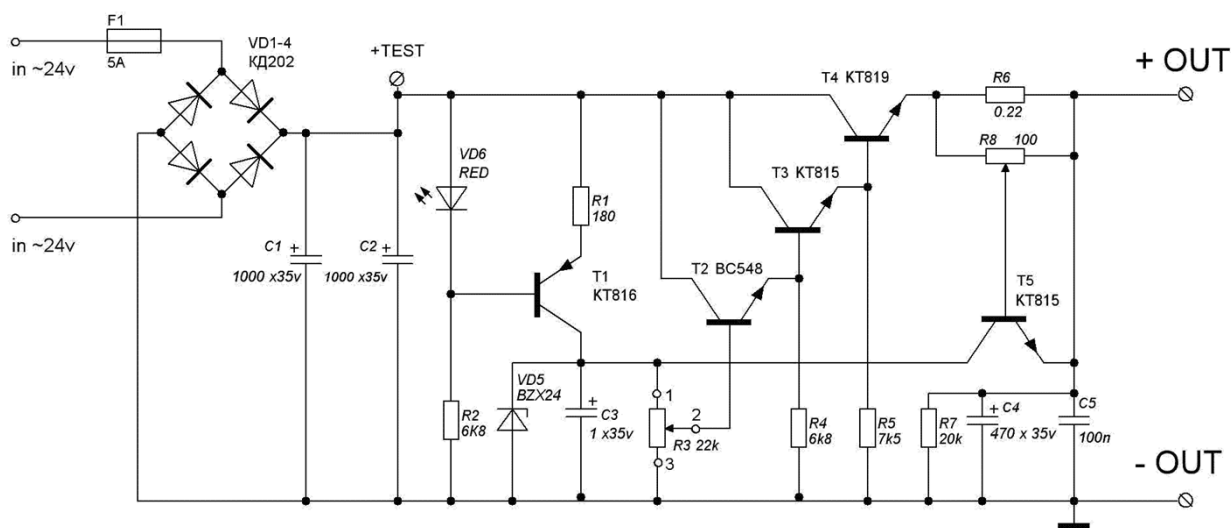 F1
5A
in ~24v
in ~24v
VD1-4
КД202
+TEST
C1 +
1000 x35v
C2 +
1000 x35v
VD6
RED
R1
180
T1
KT816
R2
6K8
VD5
BZX24
+
C3
1 x35v
1
2
3
R3 22k
T2 BC548
T3 KT815
T4 KT819
R4
6k8
R5
7k5
R6
0.22
R8 100
T5
KT815
R7
20k
+ C4
470 x 35v
C5
100n
+ OUT
- OUT